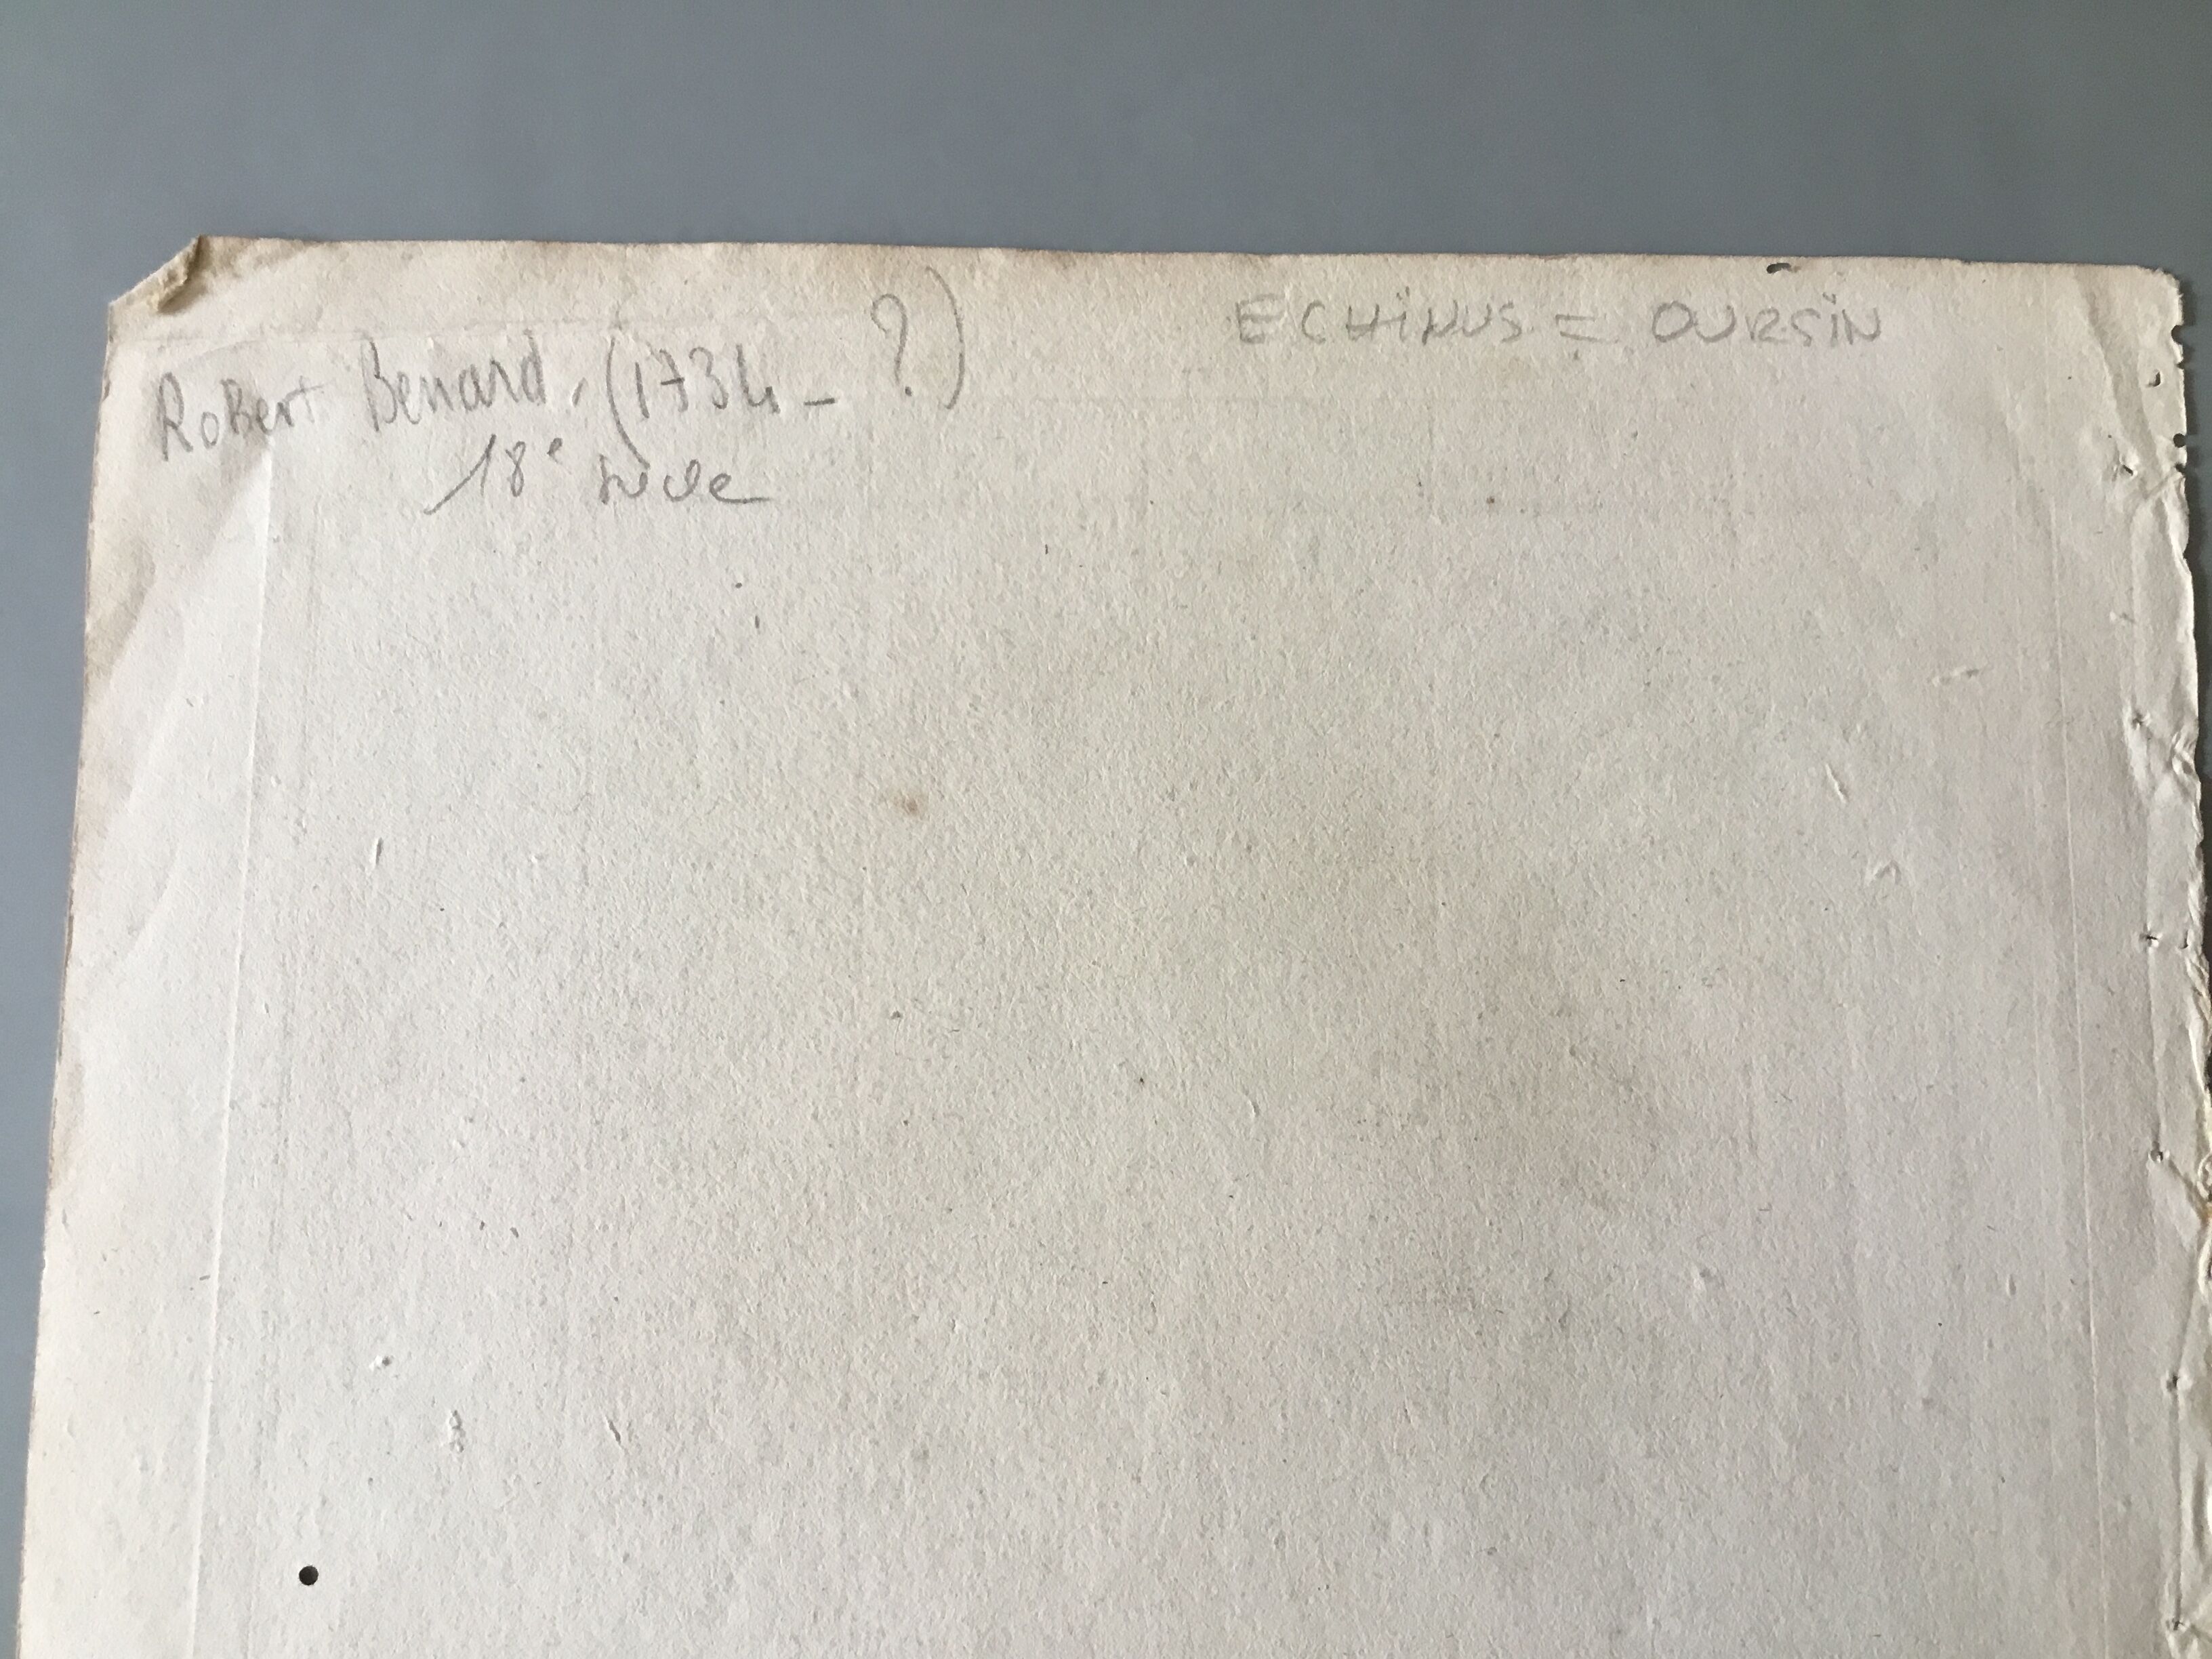 Robert Benard, (1734 - ?)
18e siècle
ECHiNUS = OURSiN